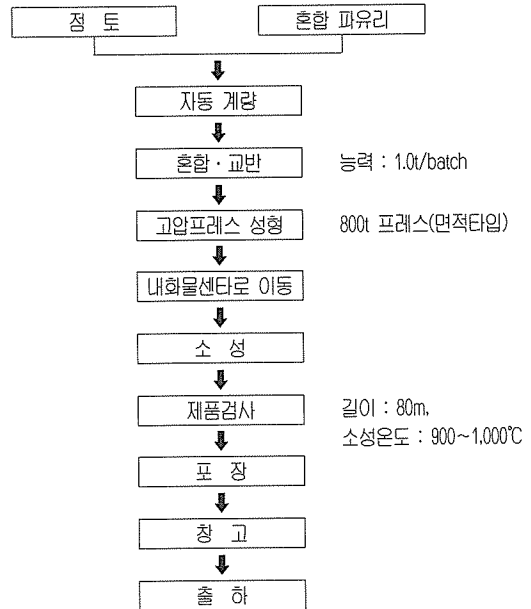 점 토
혼합 파유리
자동 계량
혼합 · 교반
능력 : 1.0t/batch
고압프레스 성형
800t 프레스(면적타입)
내화물센타로 이동
소 성
제품검사
길이 : 80m,
소성온도 : 900~1,000℃
포 장
창 고
출 하